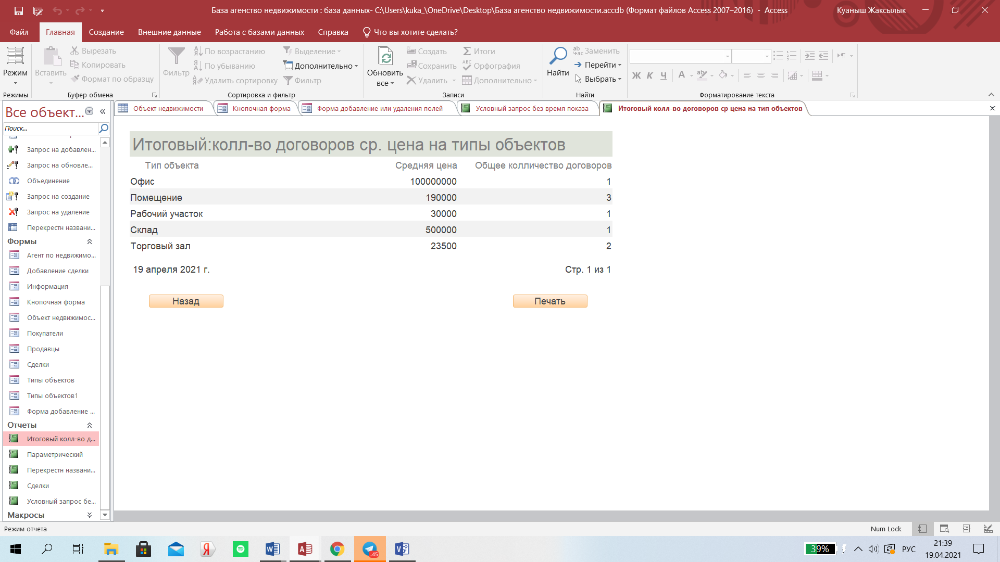 База агенство недвижимости : база данных- C:\Users\kuka_\OneDrive\Desktop\База агенство недвижимости.accdb (Формат файлов Access 2007–2016) - Access
Куаныш Жаксылык
Файл Главная Создание Внешние данные Работа с базами данных Справка Что вы хотите сделать?
Режим
Режимы
Вставить
Вырезать
Копировать
Формат по образцу
Буфер обмена
Фильтр
По возрастанию
По убыванию
Удалить сортировку
Выделение
Дополнительно
Фильтр
Сортировка и фильтр
Обновить
все
Создать
Сохранить
Удалить
Итоги
Орфография
Дополнительно
Записи
Найти
Заменить
Перейти
Выбрать
Найти
Ж К Ч А
Форматирование текста
Все объект...
Поиск...
Запрос на добавлен...
Запрос на обновле...
Объединение
Запрос на создание
Запрос на удаление
Перекрестн названи...
Формы
Агент по недвижимо...
Добавление сделки
Информация
Кнопочная форма
Объект недвижимос...
Покупатели
Продавцы
Сделки
Типы объектов
Типы объектов1
Форма добавление ...
Отчеты
Итоговый колл-во д...
Параметрический
Перекрестн названи...
Сделки
Условный запрос бе...
Макросы
Объект недвижимости
Кнопочная форма
Форма добавление или удаления полей
Условный запрос без время показа
Итоговый колл-во договоров ср цена на тип объектов
Итоговый:колл-во договоров ср. цена на типы объектов
Тип объекта Средняя цена Общее колличество договоров
Офис 100000000 1
Помещение 190000 3
Рабочий участок 30000 1
Склад 500000 1
Торговый зал 23500 2
19 апреля 2021 г. Стр. 1 из 1
Назад Печать
Режим отчета
Num Lock
39%
РУС
21:39
19.04.2021